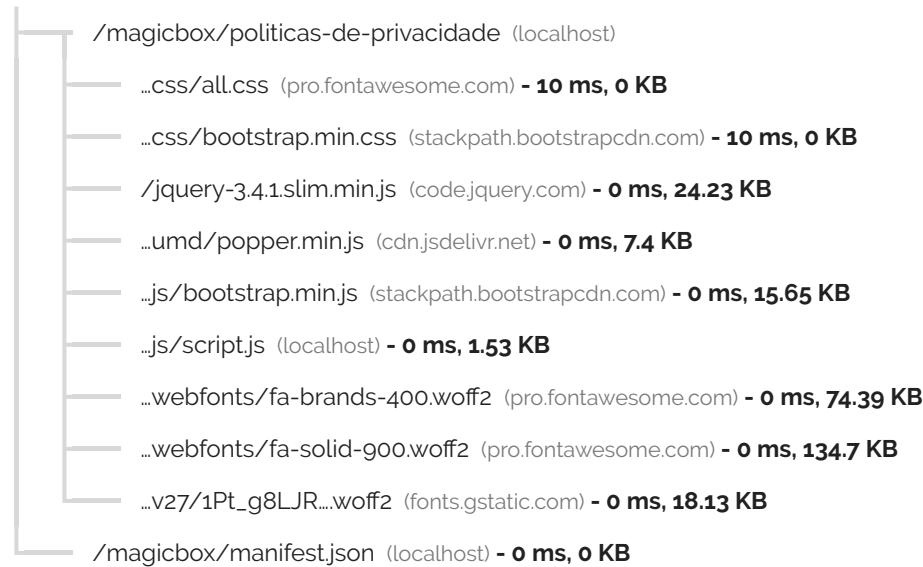 /magicbox/politicas-de-privacidade (localhost)
…css/all.css (pro.fontawesome.com) - 10 ms, 0 KB
…css/bootstrap.min.css (stackpath.bootstrapcdn.com) - 10 ms, 0 KB
/jquery-3.4.1.slim.min.js (code.jquery.com) - 0 ms, 24.23 KB
…umd/popper.min.js (cdn.jsdelivr.net) - 0 ms, 7.4 KB
…js/bootstrap.min.js (stackpath.bootstrapcdn.com) - 0 ms, 15.65 KB
…js/script.js (localhost) - 0 ms, 1.53 KB
…webfonts/fa-brands-400.woff2 (pro.fontawesome.com) - 0 ms, 74.39 KB
…webfonts/fa-solid-900.woff2 (pro.fontawesome.com) - 0 ms, 134.7 KB
…v27/1Pt_g8LJR….woff2 (fonts.gstatic.com) - 0 ms, 18.13 KB
/magicbox/manifest.json (localhost) - 0 ms, 0 KB